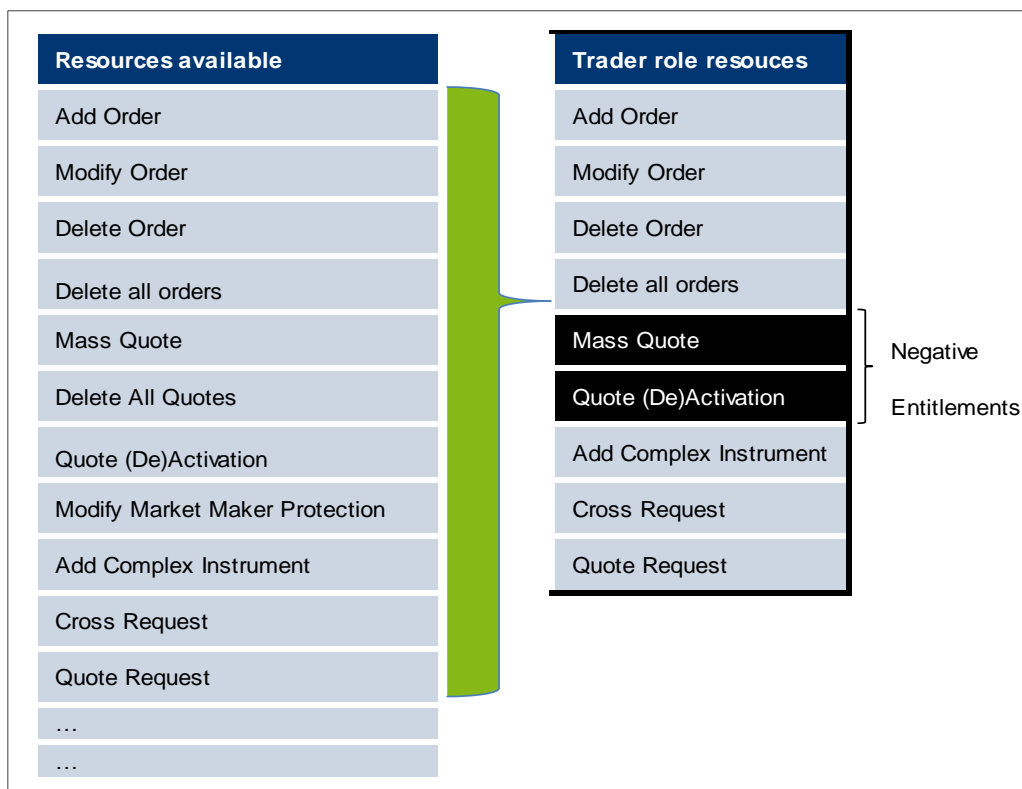 Resources available
Add Order
Modify Order
Delete Order
Delete all orders
Mass Quote
Delete All Quotes
Quote (De)Activation
Modify Market Maker Protection
Add Complex Instrument
Cross Request
Quote Request
…
…
Trader role resouces
Add Order
Modify Order
Delete Order
Delete all orders
Mass Quote
Quote (De)Activation
Add Complex Instrument
Cross Request
Quote Request
Negative
Entitlements